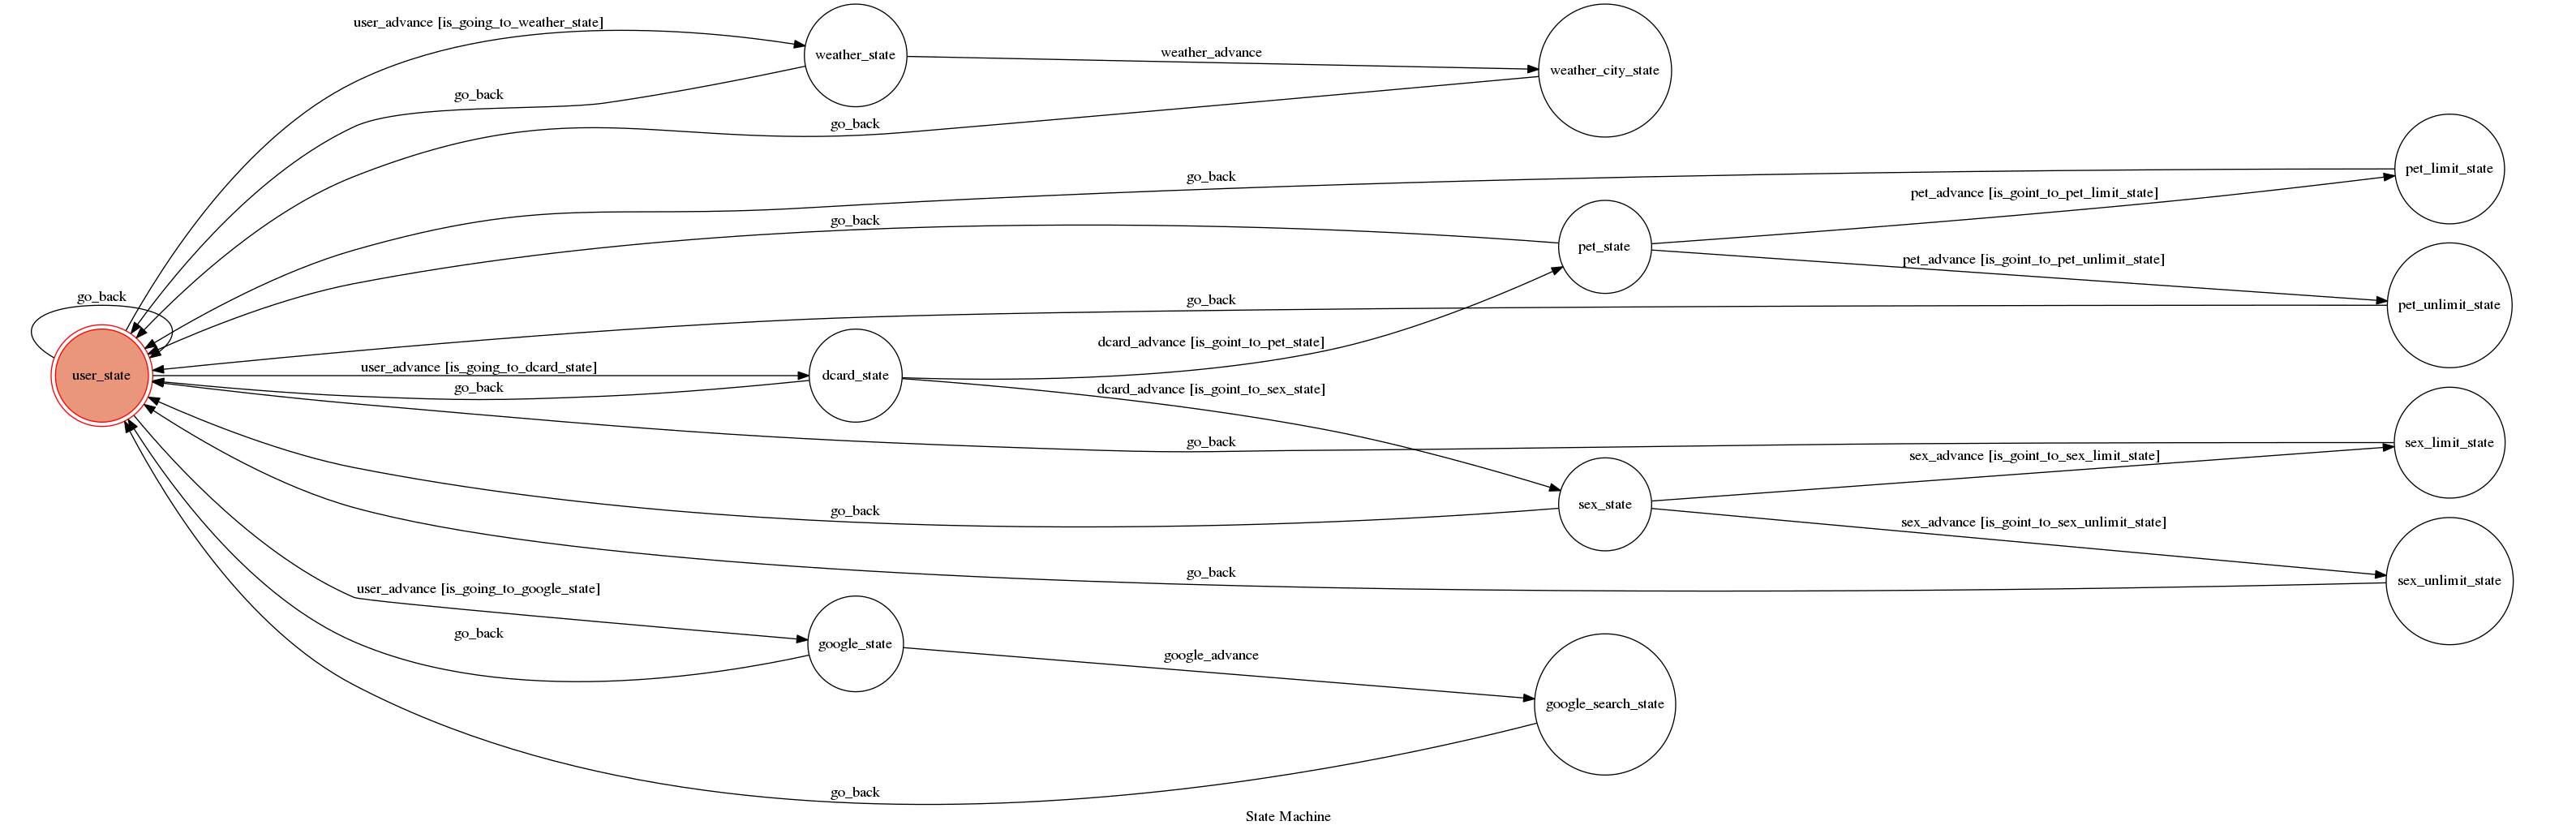 user_advance [is_going_to_weather_state]
weather_state
weather_advance
weather_city_state
go_back
go_back
pet_limit_state
go_back
pet_advance [is_goint_to_pet_limit_state]
go_back
pet_state
pet_advance [is_goint_to_pet_unlimit_state]
go_back
go_back
pet_unlimit_state
dcard_advance [is_goint_to_pet_state]
user_state
user_advance [is_going_to_dcard_state]
dcard_state
go_back
dcard_advance [is_goint_to_sex_state]
go_back
sex_limit_state
sex_advance [is_goint_to_sex_limit_state]
sex_state
go_back
sex_advance [is_goint_to_sex_unlimit_state]
go_back
sex_unlimit_state
user_advance [is_going_to_google_state]
go_back
google_state
google_advance
google_search_state
go_back
State Machine